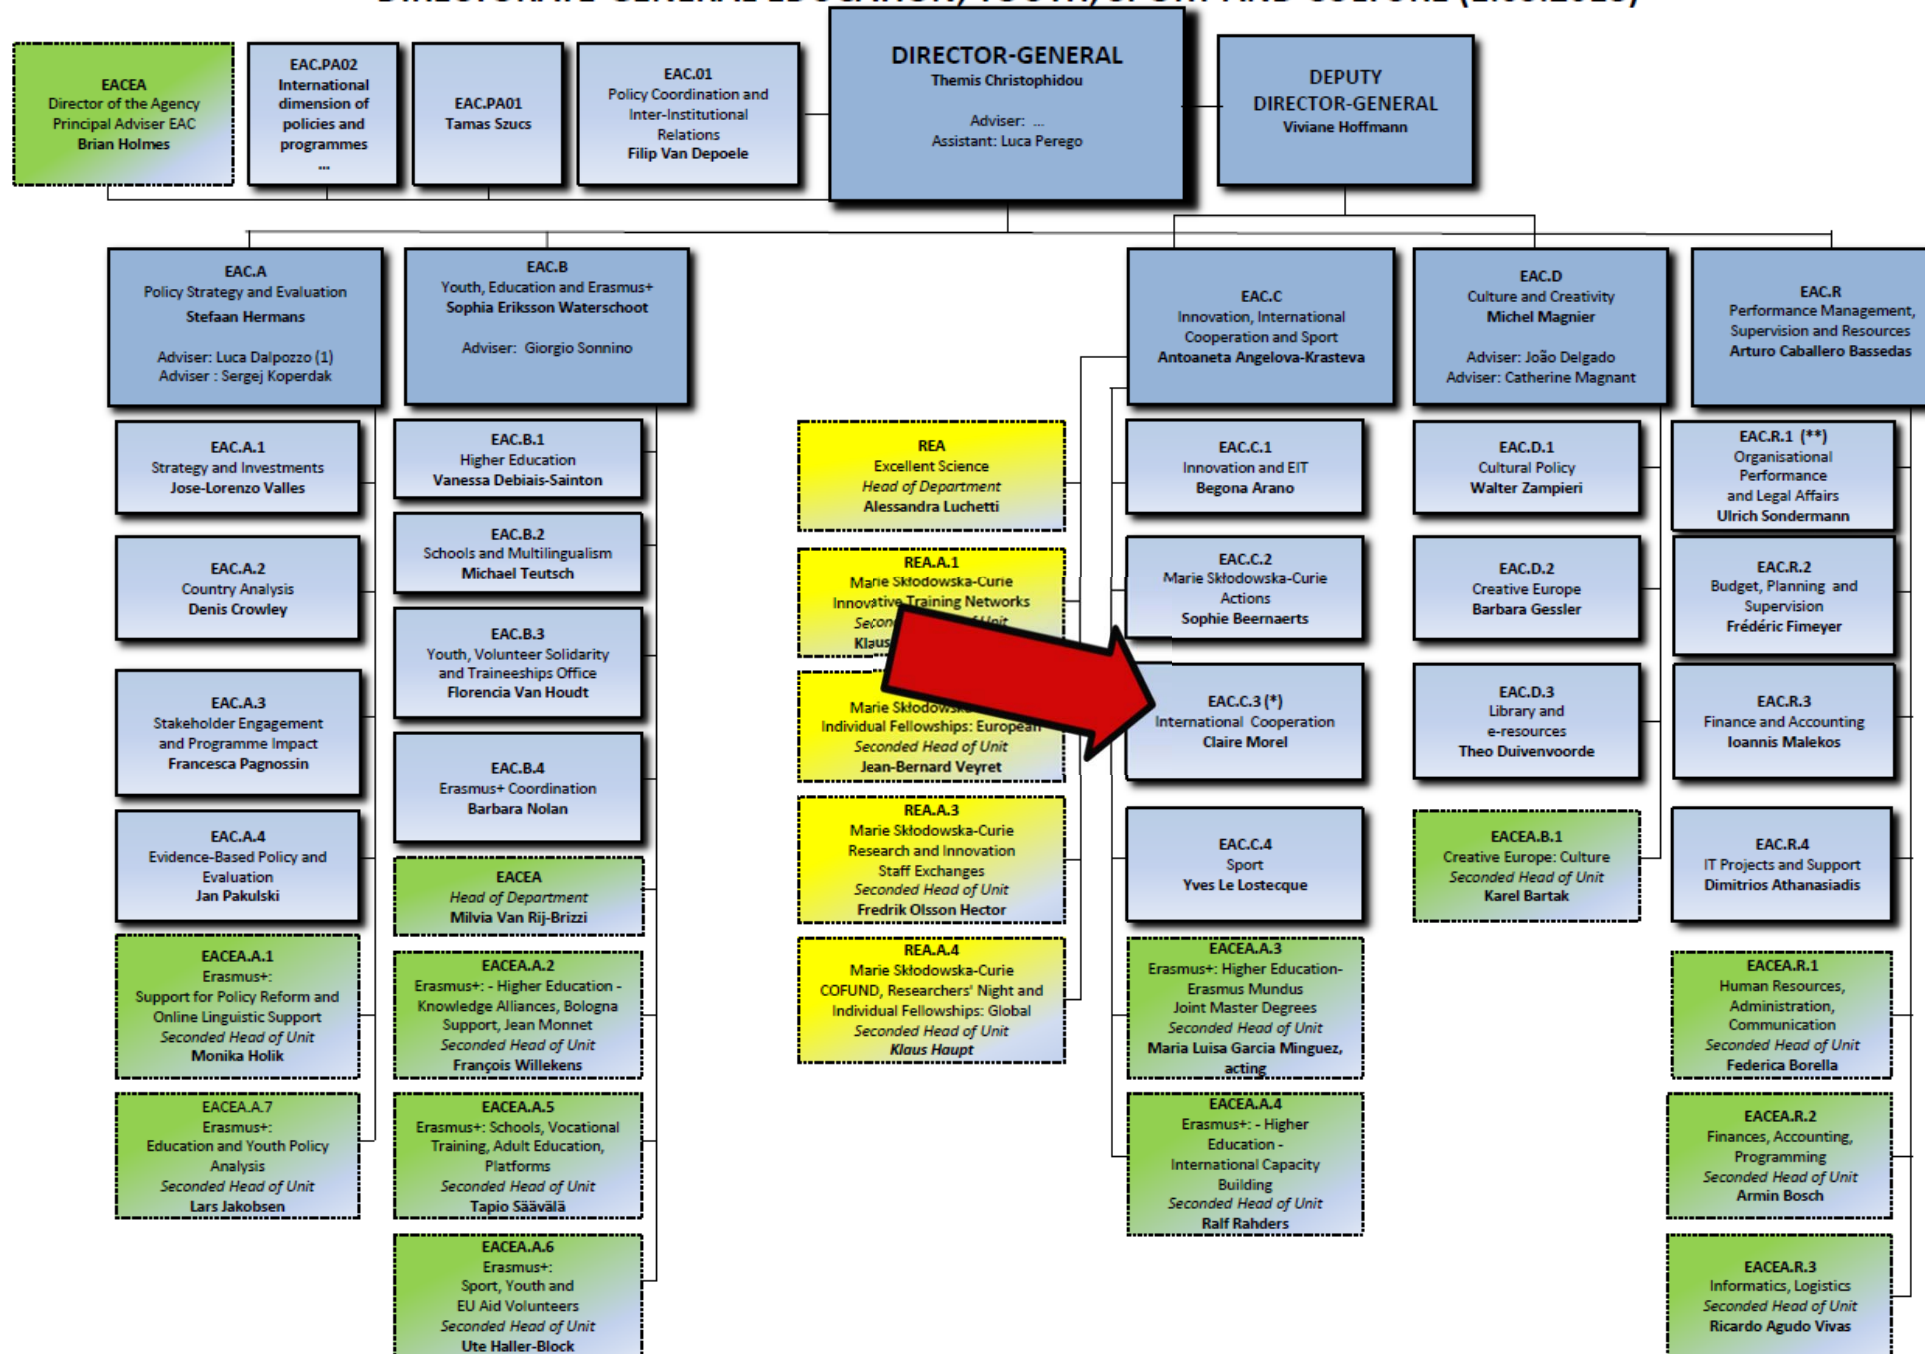 EACEA
Director of the Agency
Principal Adviser EAC
Brian Holmes
EAC.PA02
International
dimension of
policies and
programmes
...
EAC.PA01
Tamas Szucs
EAC.01
Policy Coordination and
Inter-Institutional
Relations
Filip Van Depoele
DIRECTOR-GENERAL
Themis Christophidou
Adviser: ...
Assistant: Luca Perego
DEPUTY
DIRECTOR-GENERAL
Viviane Hoffmann
EAC.A
Policy Strategy and Evaluation
Stefaan Hermans
Adviser: Luca Dalpozzo (1)
Adviser : Sergej Koperdak
EAC.A.1
Strategy and Investments
Jose-Lorenzo Valles
EAC.A.2
Country Analysis
Denis Crowley
EAC.A.3
Stakeholder Engagement
and Programme Impact
Francesca Pagnossin
EAC.A.4
Evidence-Based Policy and
Evaluation
Jan Pakulski
EACEA.A.1
Erasmus+:
Support for Policy Reform and
Online Linguistic Support
Seconded Head of Unit
Monika Holik
EACEA.A.7
Erasmus+:
Education and Youth Policy
Analysis
Seconded Head of Unit
Lars Jakobsen
EAC.B
Youth, Education and Erasmus+
Sophia Eriksson Waterschoot
Adviser: Giorgio Sonnino
EAC.B.1
Higher Education
Vanessa Debiais-Sainton
EAC.B.2
Schools and Multilingualism
Michael Teutsch
EAC.B.3
Youth, Volunteer Solidarity
and Traineeships Office
Florencia Van Houdt
EAC.B.4
Erasmus+ Coordination
Barbara Nolan
EACEA
Head of Department
Milvia Van Rij-Brizzi
EACEA.A.2
Erasmus+: - Higher Education -
Knowledge Alliances, Bologna
Support, Jean Monnet
Seconded Head of Unit
François Willekens
EACEA.A.5
Erasmus+: Schools, Vocational
Training, Adult Education,
Platforms
Seconded Head of Unit
Tapio Säävälä
EACEA.A.6
Erasmus+:
Sport, Youth and
EU Aid Volunteers
Seconded Head of Unit
Ute Haller-Block
REA
Excellent Science
Head of Department
Alessandra Luchetti
REA.A.1
Marie Skłodowska-Curie
Innovative Training Networks
Unit
Klaus
Marie
Individual Fellowships: European
Seconded Head of Unit
Jean-Bernard Veyret
REA.A.3
Marie Skłodowska-Curie
Research and Innovation
Staff Exchanges
Seconded Head of Unit
Fredrik Olsson Hector
REA.A.4
Marie Skłodowska-Curie
COFUND, Researchers' Night and
Individual Fellowships: Global
Seconded Head of Unit
Klaus Haupt
EAC.C
Innovation, International
Cooperation and Sport
Antoaneta Angelova-Krasteva
EAC.C.1
Innovation and EIT
Begona Arano
EAC.C.2
Marie Skłodowska-Curie
Actions
Sophie Beernaerts
EAC.C.3 (*)
International Cooperation
Claire Morel
EAC.C.4
Sport
Yves Le Lostecque
EACEA.A.3
Erasmus+: Higher Education-
Erasmus Mundus
Joint Master Degrees
Seconded Head of Unit
Maria Luisa Garcia Minguez,
acting
EACEA.A.4
Erasmus+: - Higher
Education -
International Capacity
Building
Seconded Head of Unit
Ralf Rahders
EAC.D
Culture and Creativity
Michel Magnier
Adviser: João Delgado
Adviser: Catherine Magnant
EAC.D.1
Cultural Policy
Walter Zampieri
EAC.D.2
Creative Europe
Barbara Gessler
EAC.D.3
Library and
e-resources
Theo Duivenvoorde
EACEA.B.1
Creative Europe: Culture
Seconded Head of Unit
Karel Bartak
EAC.R
Performance Management,
Supervision and Resources
Arturo Caballero Bassedas
EAC.R.1 (**)
Organisational
Performance
and Legal Affairs
Ulrich Sondermann
EAC.R.2
Budget, Planning and
Supervision
Frédéric Fimeyer
EAC.R.3
Finance and Accounting
Ioannis Malekos
EAC.R.4
IT Projects and Support
Dimitrios Athanasiadis
EACEA.R.1
Human Resources,
Administration,
Communication
Seconded Head of Unit
Federica Borella
EACEA.R.2
Finances, Accounting,
Programming
Seconded Head of Unit
Armin Bosch
EACEA.R.3
Informatics, Logistics
Seconded Head of Unit
Ricardo Agudo Vivas